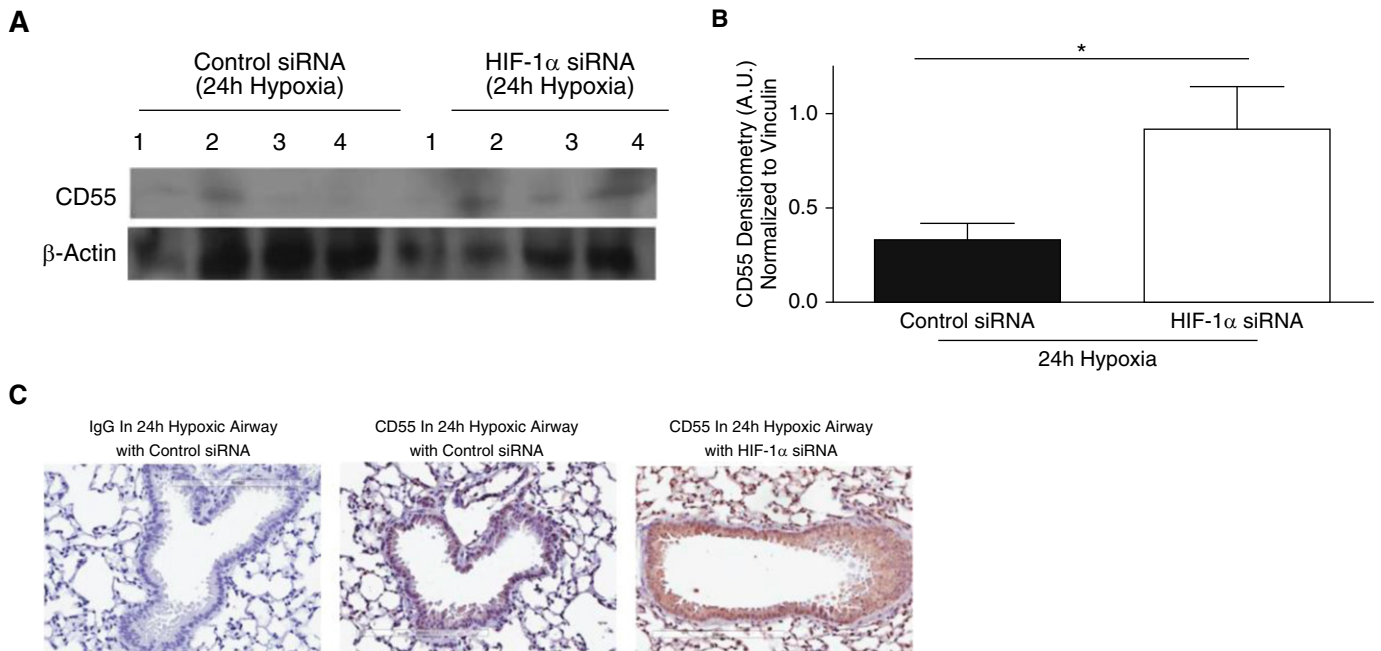 A
Control siRNA
(24h Hypoxia)
HIF-1α siRNA
(24h Hypoxia)
1 2 3 4 1 2 3 4
CD55
β-Actin
B
*
CD55 Densitometry (A.U.)
Normalized to Vinculin
1.0
0.5
0.0
Control siRNA
HIF-1α siRNA
24h Hypoxia
C
IgG In 24h Hypoxic Airway
with Control siRNA
CD55 In 24h Hypoxic Airway
with Control siRNA
CD55 In 24h Hypoxic Airway
with HIF-1α siRNA